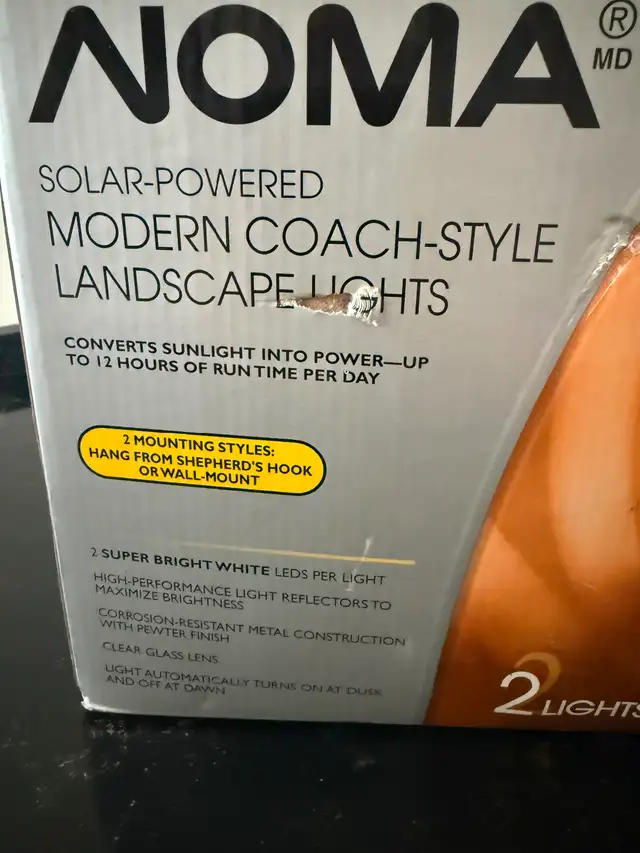 NOMA®
MD
SOLAR-POWERED
MODERN COACH-STYLE
LANDSCAPE LIGHTS
CONVERTS SUNLIGHT INTO POWER—UP
TO 12 HOURS OF RUN TIME PER DAY
2 MOUNTING STYLES:
HANG FROM SHEPHERD'S HOOK
OR WALL-MOUNT
2 SUPER BRIGHT WHITE LEDS PER LIGHT
HIGH-PERFORMANCE LIGHT REFLECTORS TO
MAXIMIZE BRIGHTNESS
CORROSION-RESISTANT METAL CONSTRUCTION
WITH PEWTER FINISH
CLEAR GLASS LENS
LIGHT AUTOMATICALLY TURNS ON AT DUSK
AND OFF AT DAWN
2 LIGHTS